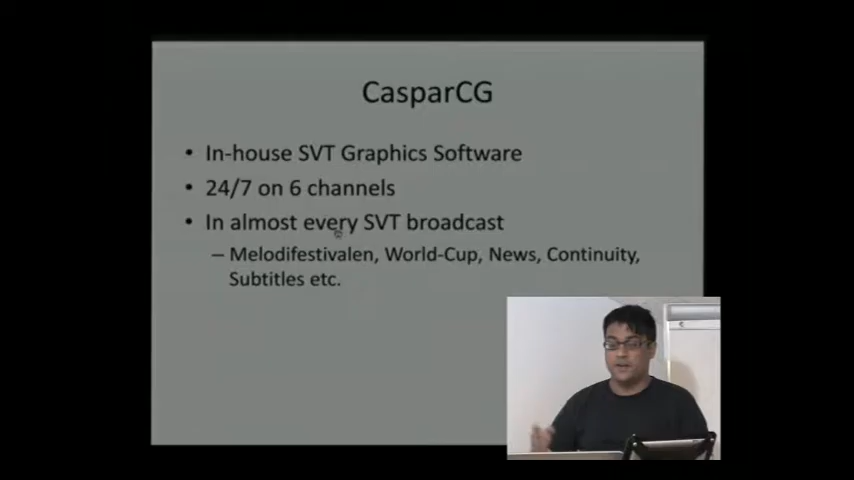 CasparCG
• In-house SVT Graphics Software
• 24/7 on 6 channels
• In almost every SVT broadcast
– Melodifestivalen, World-Cup, News, Continuity,
Subtitles etc.